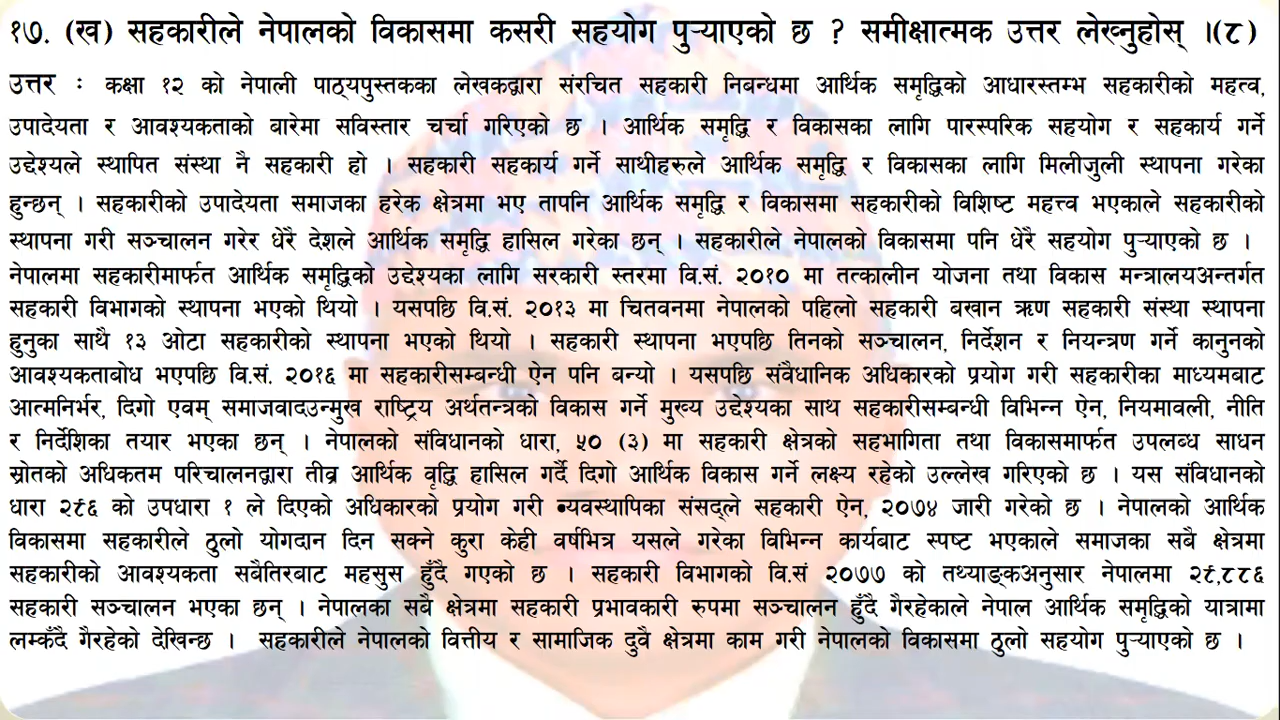 १७. (ख) सहकारीले नेपालको विकासमा कसरी सहयोग पुऱ्याएको छ ? समीक्षात्मक उत्तर लेख्नुहोस् ।(८)
उत्तर : कक्षा १२ को नेपाली पाठ्यपुस्तकका लेखकद्वारा संरचित सहकारी निबन्धमा आर्थिक समृद्धिको आधारस्तम्भ सहकारीको महत्व,
उपादेयता र आवश्यकताको बारेमा सविस्तार चर्चा गरिएको छ । आर्थिक समृद्धि र विकासका लागि पारस्परिक सहयोग र सहकार्य गर्ने
उद्देश्यले स्थापित संस्था नै सहकारी हो । सहकारी सहकार्य गर्ने साथीहरुले आर्थिक समृद्धि र विकासका लागि मिलीजुली स्थापना गरेका
हुन्छन् । सहकारीको उपादेयता समाजका हरेक क्षेत्रमा भए तापनि आर्थिक समृद्धि र विकासमा सहकारीको विशिष्ट महत्त्व भएकाले सहकारीको
स्थापना गरी सञ्चालन गरेर धेरै देशले आर्थिक समृद्धि हासिल गरेका छन् । सहकारीले नेपालको विकासमा पनि धेरै सहयोग पुऱ्याएको छ ।
नेपालमा सहकारीमार्फत आर्थिक समृद्धिको उद्देश्यका लागि सरकारी स्तरमा वि.सं. २०१० मा तत्कालीन योजना तथा विकास मन्त्रालयअन्तर्गत
सहकारी विभागको स्थापना भएको थियो । यसपछि वि.सं. २०१३ मा चितवनमा नेपालको पहिलो सहकारी बखान ऋण सहकारी संस्था स्थापना
हुनुका साथै १३ ओटा सहकारीको स्थापना भएको थियो । सहकारी स्थापना भएपछि तिनको सञ्चालन, निर्देशन र नियन्त्रण गर्ने कानुनको
आवश्यकताबोध भएपछि वि.सं. २०१६ मा सहकारीसम्बन्धी ऐन पनि बन्यो । यसपछि संवैधानिक अधिकारको प्रयोग गरी सहकारीका माध्यमबाट
आत्मनिर्भर, दिगो एवम् समाजवादउन्मुख राष्ट्रिय अर्थतन्त्रको विकास गर्ने मुख्य उद्देश्यका साथ सहकारीसम्बन्धी विभिन्न ऐन, नियमावली, नीति
र निर्देशिका तयार भएका छन् । नेपालको संविधानको धारा, ५० (३) मा सहकारी क्षेत्रको सहभागिता तथा विकासमार्फत उपलब्ध साधन
स्रोतको अधिकतम परिचालनद्वारा तीव्र आर्थिक वृद्धि हासिल गर्दै दिगो आर्थिक विकास गर्ने लक्ष्य रहेको उल्लेख गरिएको छ । यस संविधानको
धारा २९६ को उपधारा १ ले दिएको अधिकारको प्रयोग गरी व्यवस्थापिका संसद्ले सहकारी ऐन, २०७४ जारी गरेको छ । नेपालको आर्थिक
विकासमा सहकारीले ठुलो योगदान दिन सक्ने कुरा केही वर्षभित्र यसले गरेका विभिन्न कार्यबाट स्पष्ट भएकाले समाजका सबै क्षेत्रमा
सहकारीको आवश्यकता सबैतिरबाट महसुस हुँदै गएको छ । सहकारी विभागको वि.सं २०७७ को तथ्याङ्कअनुसार नेपालमा २९,८८६
सहकारी सञ्चालन भएका छन् । नेपालका सबै क्षेत्रमा सहकारी प्रभावकारी रुपमा सञ्चालन हुँदै गैरहेकाले नेपाल आर्थिक समृद्धिको यात्रामा
लम्कँदै गैरहेको देखिन्छ । सहकारीले नेपालको वित्तीय र सामाजिक दुवै क्षेत्रमा काम गरी नेपालको विकासमा ठुलो सहयोग पुऱ्याएको छ ।